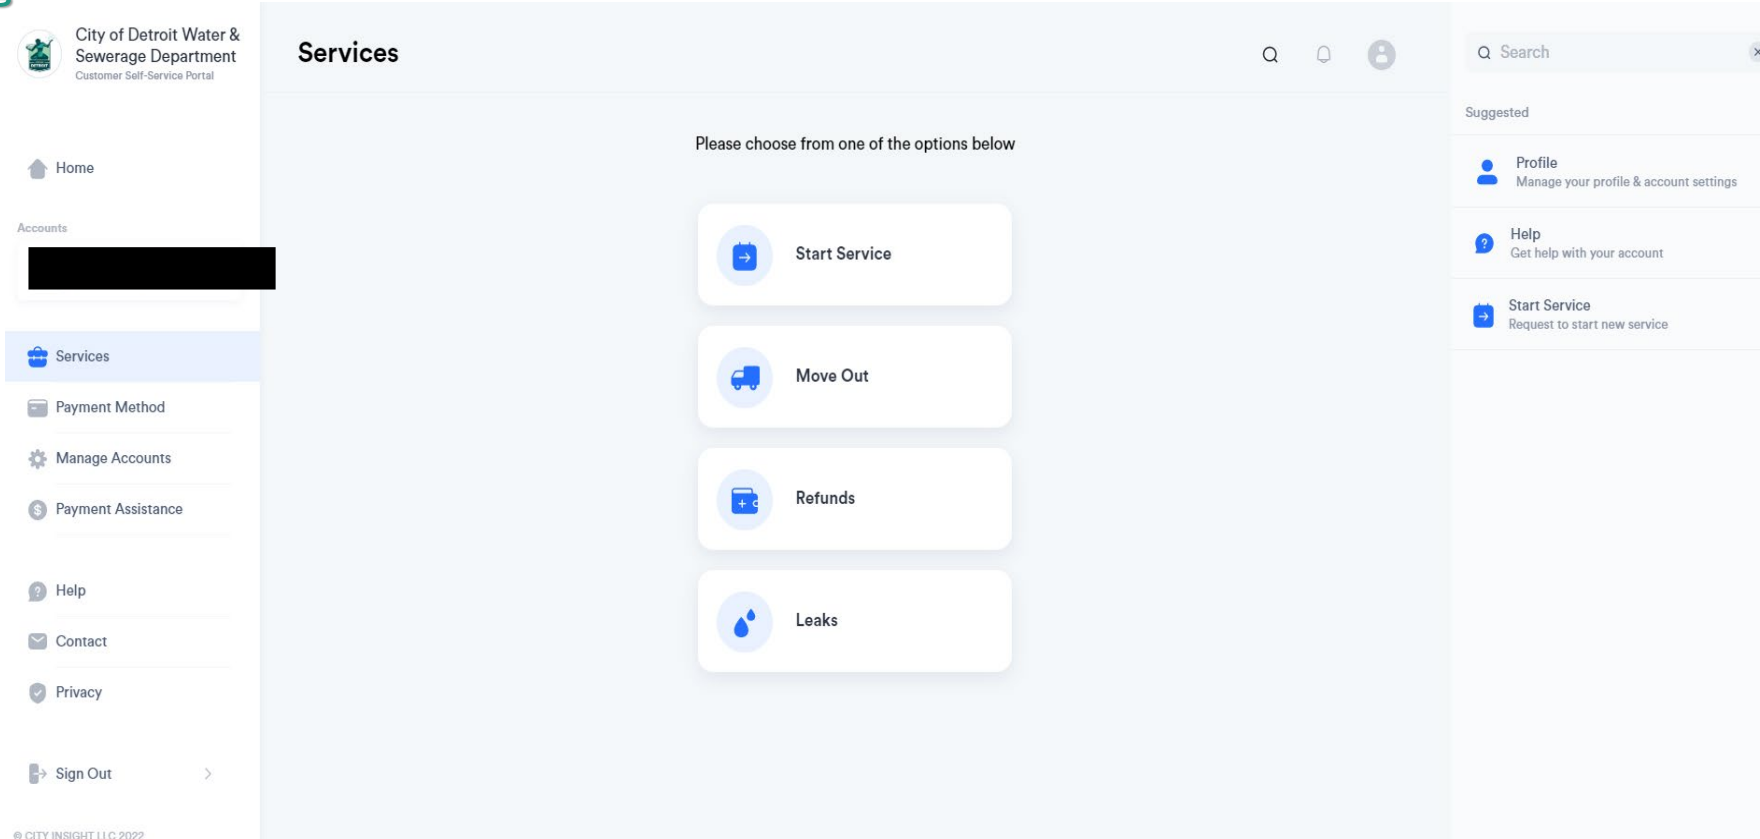 City of Detroit Water &
Sewerage Department
Customer Self-Service Portal
Home
Accounts
Services
Payment Method
Manage Accounts
Payment Assistance
Help
Contact
Privacy
Sign Out
© CITY INSIGHT LLC 2022
Services
Please choose from one of the options below
Start Service
Move Out
Refunds
Leaks
Search
Suggested
Profile
Manage your profile & account settings
Help
Get help with your account
Start Service
Request to start new service